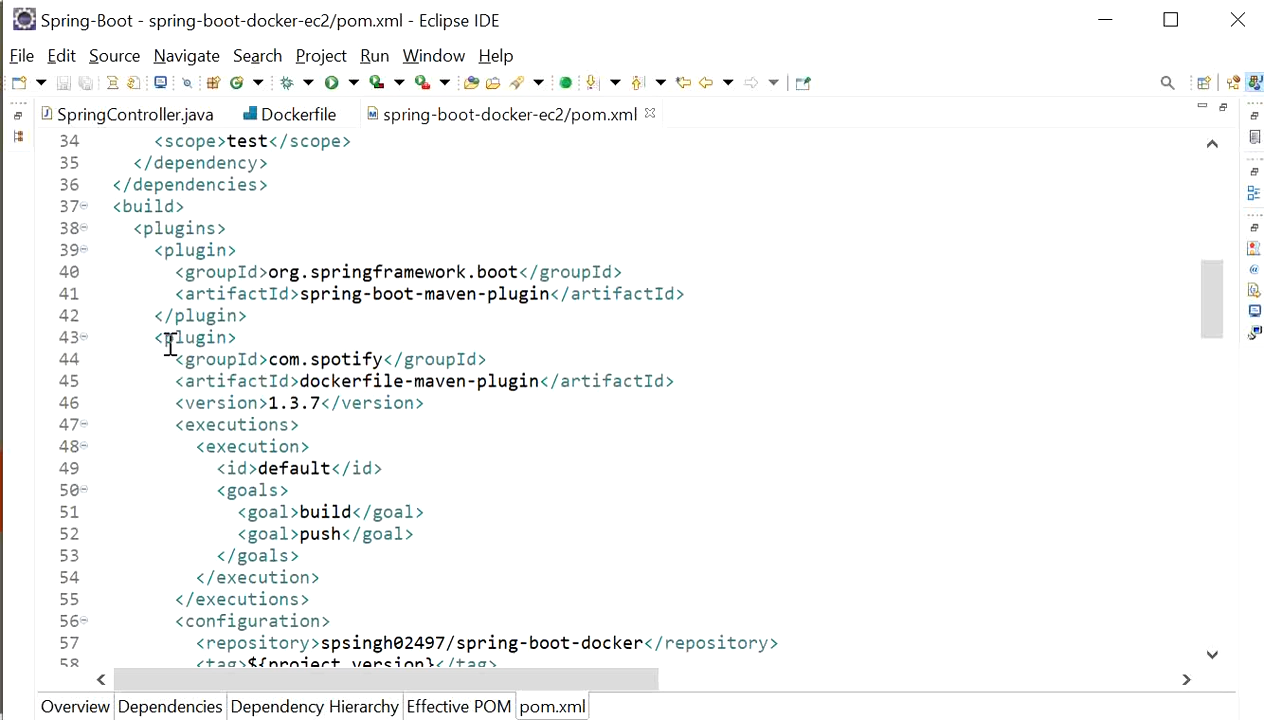 Spring-Boot - spring-boot-docker-ec2/pom.xml - Eclipse IDE
File Edit Source Navigate Search Project Run Window Help
SpringController.java Dockerfile spring-boot-docker-ec2/pom.xml
34 <scope>test</scope>
35 </dependency>
36 </dependencies>
37 <build>
38 <plugins>
39 <plugin>
40 <groupId>org.springframework.boot</groupId>
41 <artifactId>spring-boot-maven-plugin</artifactId>
42 </plugin>
43 <plugin>
44 <groupId>com.spotify</groupId>
45 <artifactId>dockerfile-maven-plugin</artifactId>
46 <version>1.3.7</version>
47 <executions>
48 <execution>
49 <id>default</id>
50 <goals>
51 <goal>build</goal>
52 <goal>push</goal>
53 </goals>
54 </execution>
55 </executions>
56 <configuration>
57 <repository>spsingh02497/spring-boot-docker</repository>
58 <tag>${project.version}</tag>
Overview Dependencies Dependency Hierarchy Effective POM pom.xml